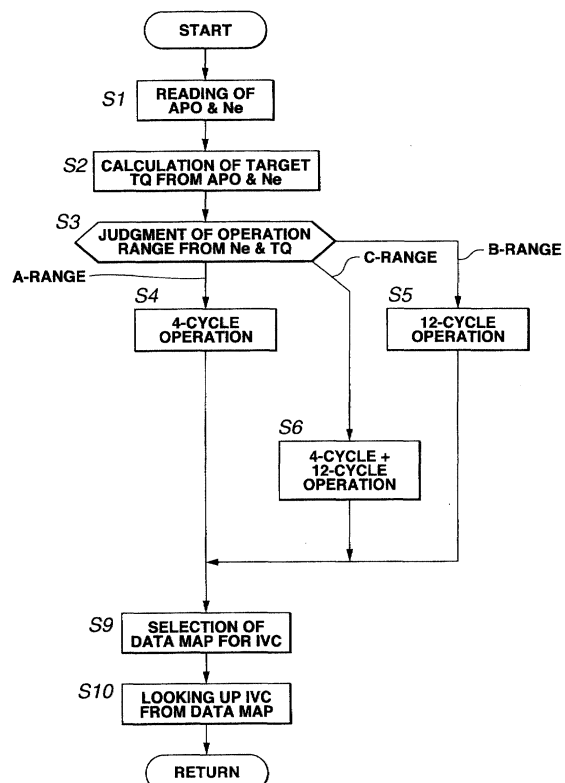 START
S1
READING OF
APO & Ne
S2
CALCULATION OF TARGET
TQ FROM APO & Ne
S3
JUDGMENT OF OPERATION
RANGE FROM Ne & TQ
A-RANGE
C-RANGE
B-RANGE
S4
4-CYCLE
OPERATION
S5
12-CYCLE
OPERATION
S6
4-CYCLE +
12-CYCLE
OPERATION
S9
SELECTION OF
DATA MAP FOR IVC
S10
LOOKING UP IVC
FROM DATA MAP
RETURN